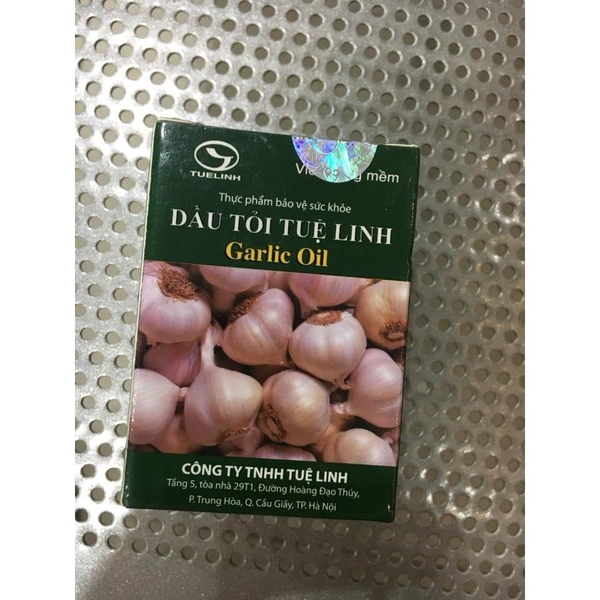 TUELINH
mềm
Thực phẩm bảo vệ sức khỏe
DẦU TỎI TUỆ LINH
Garlic Oil
CÔNG TY TNHH TUỆ LINH
Tầng 5, tòa nhà 29T1, Đường Hoàng Đạo Thúy,
P. Trung Hòa, Q. Cầu Giấy, TP. Hà Nội